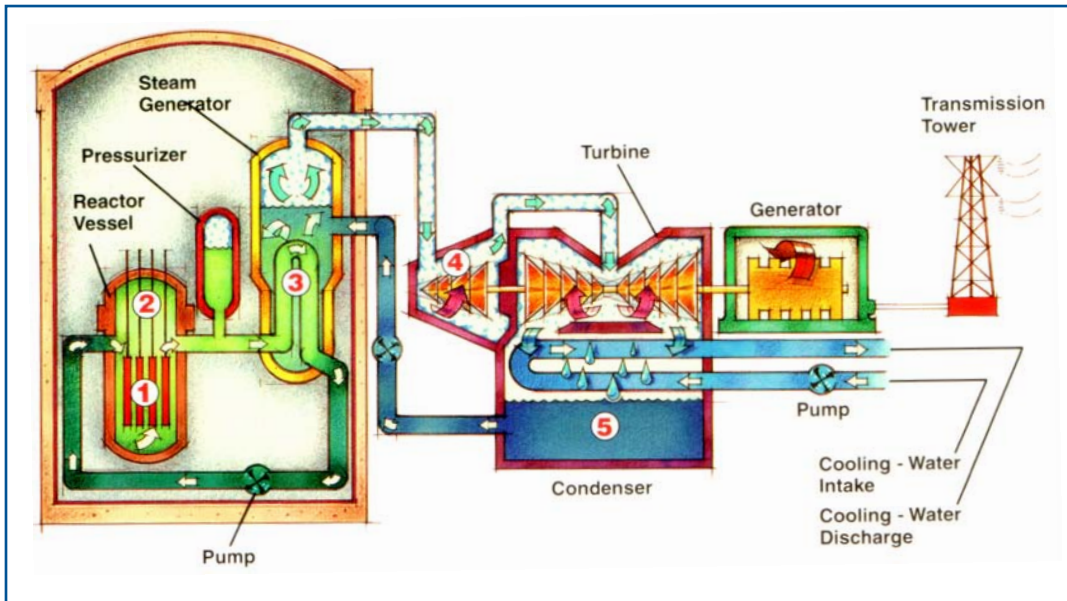 Steam
Generator
Pressurizer
Reactor
Vessel
2
1
3
Pump
4
Turbine
Generator
Transmission
Tower
Pump
5
Condenser
Cooling - Water
Intake
Cooling - Water
Discharge